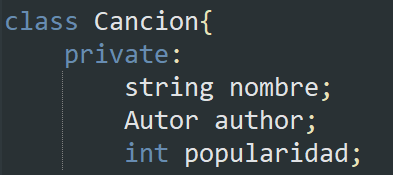 class Cancion{
    private:
        string nombre;
        Autor author;
        int popularidad;